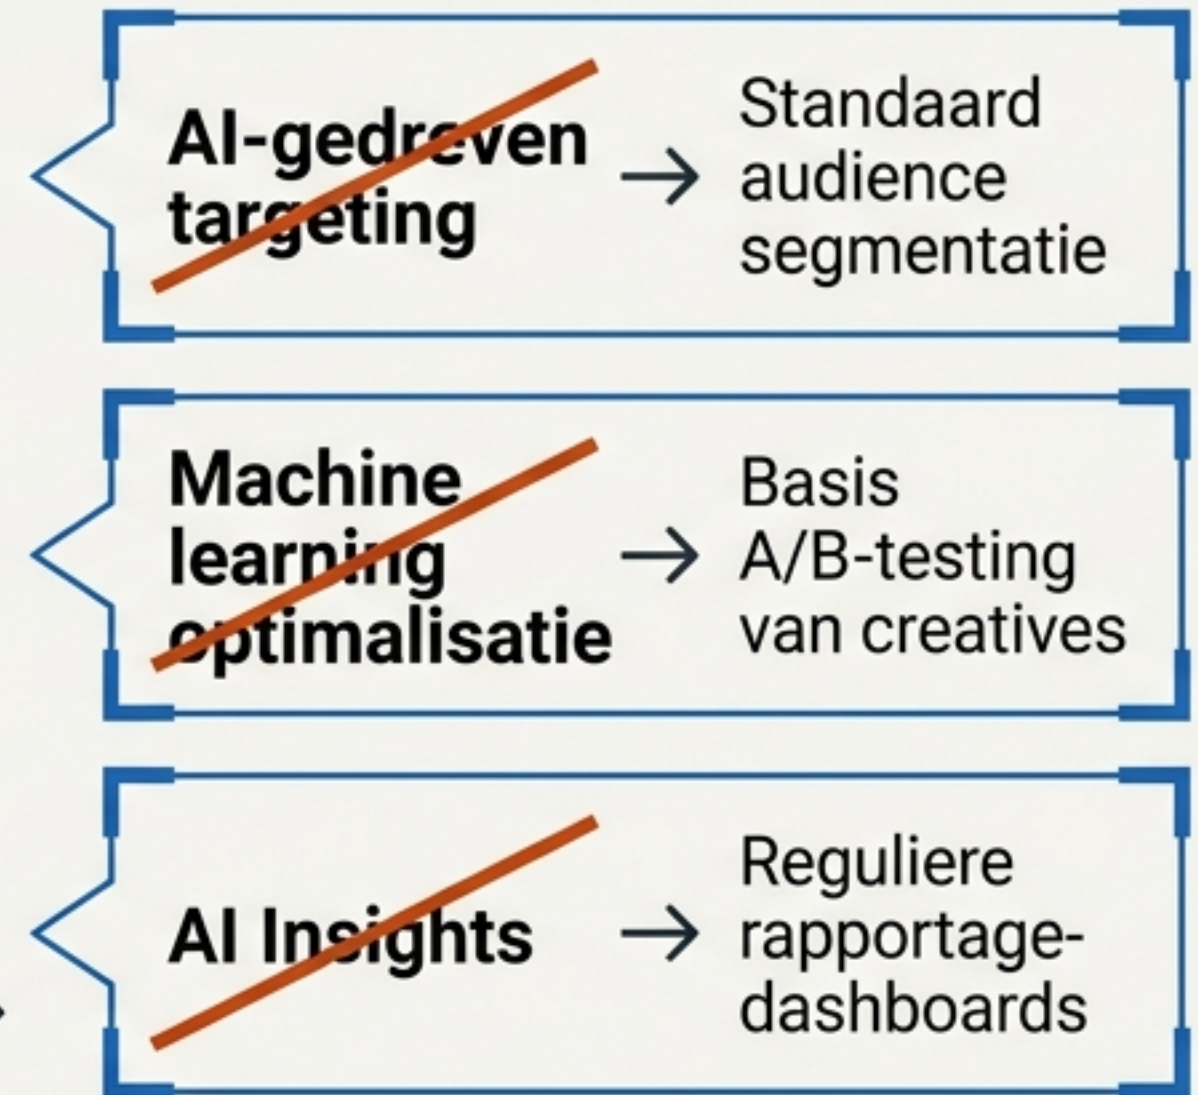 AI-gedreven
targeting
→ Standaard
audience
segmentatie
Machine
learning
optimalisatie
→ Basis
A/B-testing
van creatives
AI Insights
→ Reguliere
rapportage-
dashboards